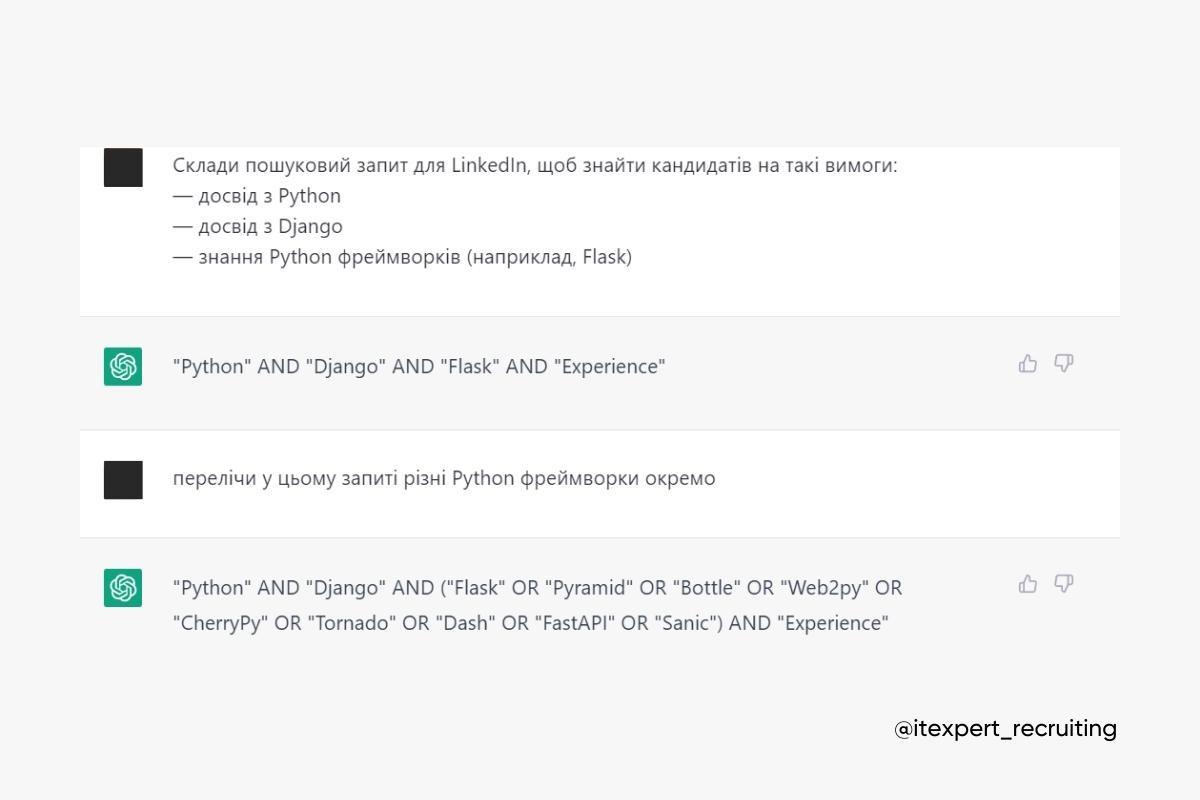 Склади пошуковий запит для LinkedIn, щоб знайти кандидатів на такі вимоги:
— досвід з Python
— досвід з Django
— знання Python фреймворків (наприклад, Flask)
"Python" AND "Django" AND "Flask" AND "Experience"
перелічи у цьому запиті різні Python фреймворки окремо
"Python" AND "Django" AND ("Flask" OR "Pyramid" OR "Bottle" OR "Web2py" OR
"CherryPy" OR "Tornado" OR "Dash" OR "FastAPI" OR "Sanic") AND "Experience"
@itexpert_recruiting